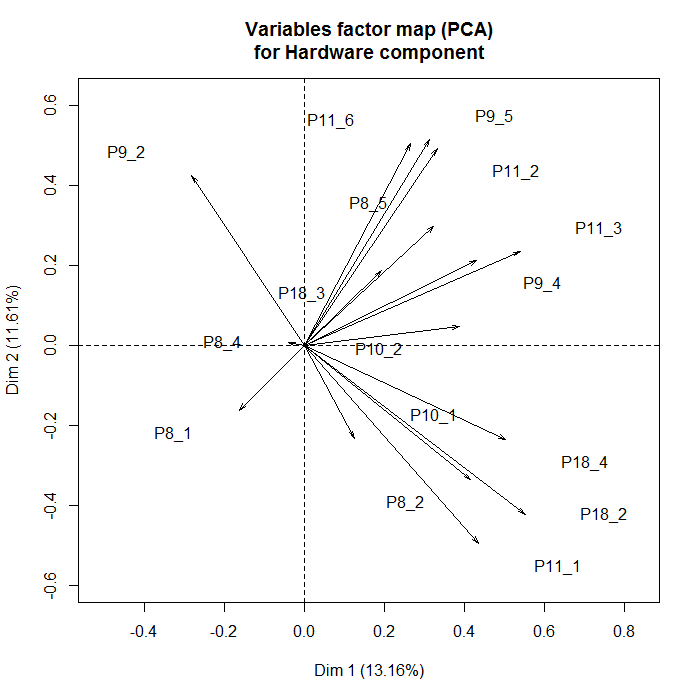 Variables factor map (PCA)
for Hardware component
Dim 2 (11.61%)
0.6
0.4
0.2
0.0
-0.2
-0.4
-0.6
P11_6
P9_5
P9_2
P11_2
P8_5
P11_3
P9_4
P18_3
P8_4
P10_2
P10_1
P8_1
P18_4
P8_2
P18_2
P11_1
-0.4
-0.2
0.0
0.2
0.4
0.6
0.8
Dim 1 (13.16%)